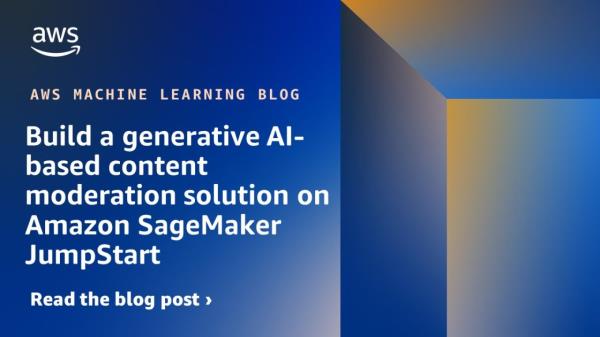 aws
AWS MACHINE LEARNING BLOG
Build a generative AI-
based content
moderation solution on
Amazon SageMaker
JumpStart
Read the blog post ›